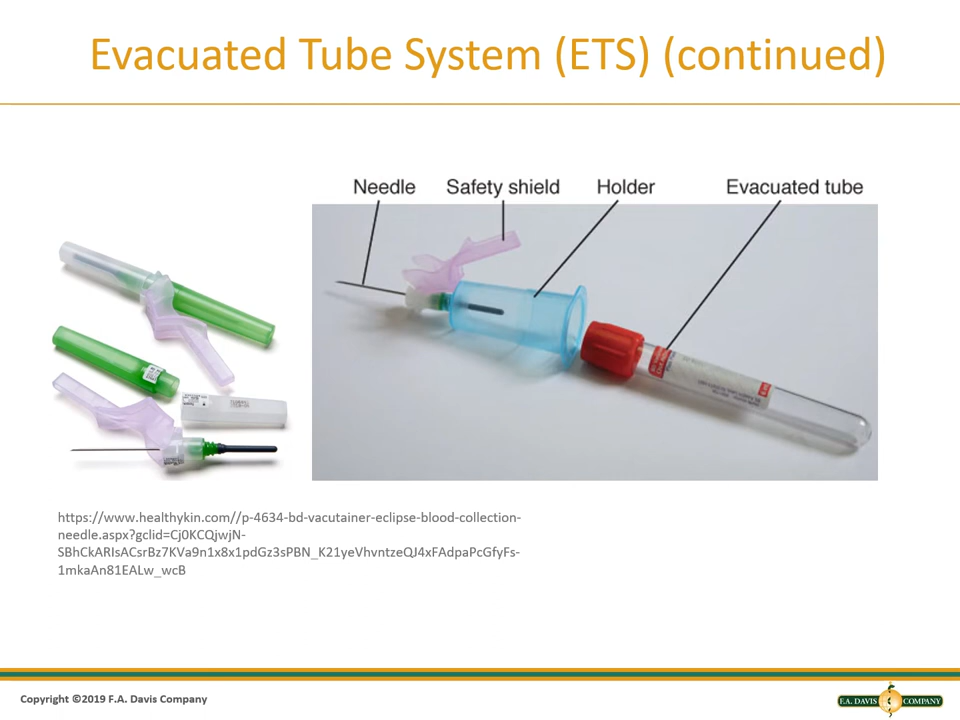 Evacuated Tube System (ETS) (continued)
Needle Safety shield Holder Evacuated tube
https://www.healthykin.com//p-4634-bd-vacutainer-eclipse-blood-collection-
needle.aspx?gclid=Cj0KCQjwjN-
SBhCkARIsACsrBz7KVa9n1x8x1pdGz3sPBN_K21yeVhvntzeQJ4xFAdpaPcGfyFs-
1mkaAn81EALw_wcB
Copyright ©2019 F.A. Davis Company
F.A. DAVIS COMPANY